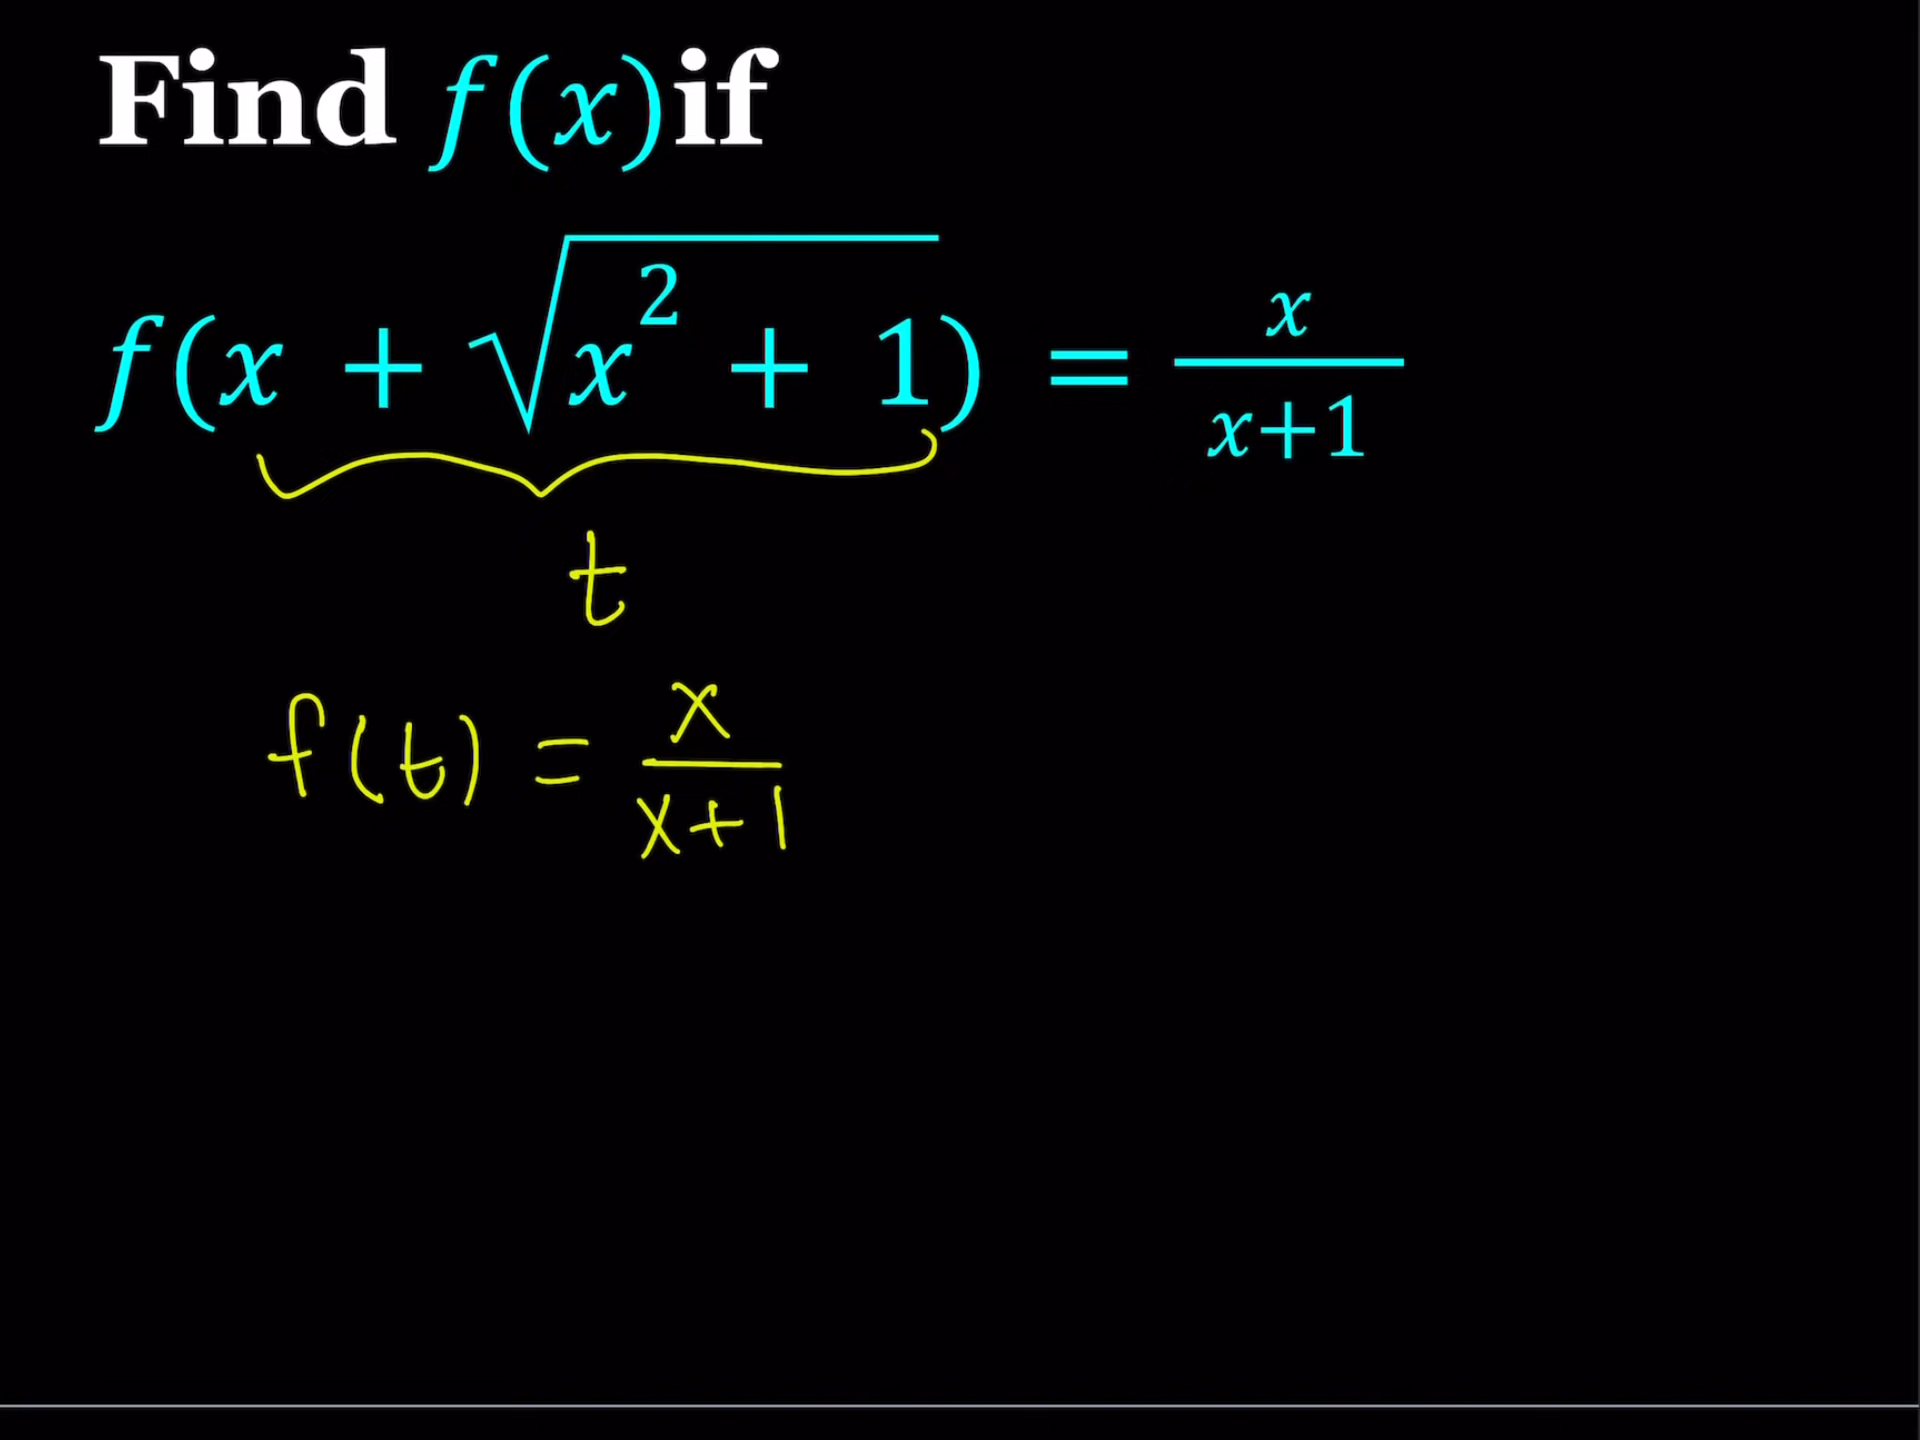 Find f(x)if
f(x + √(x² + 1)) = x/(x+1)
t
f(t) = x/(x+1)